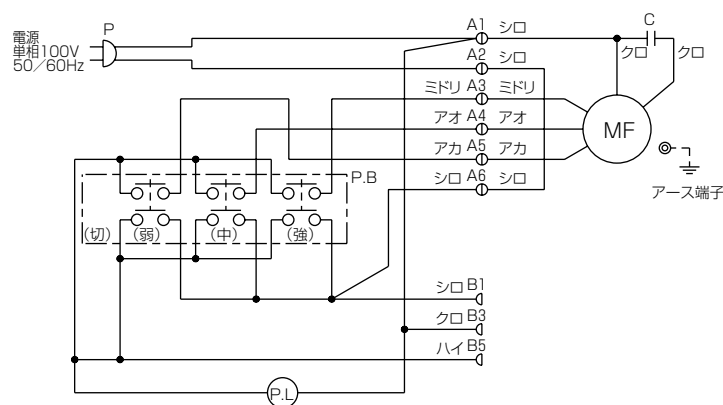 電源
単相100V
50/60Hz
P
A1 シロ
A2 シロ
ミドリ A3 ミドリ
アオ A4 アオ
アカ A5 アカ
シロ A6 シロ
C
クロ
クロ
MF
アース端子
P.B
(切)
(弱)
(中)
(強)
シロ B1
クロ B3
ハイ B5
P.L